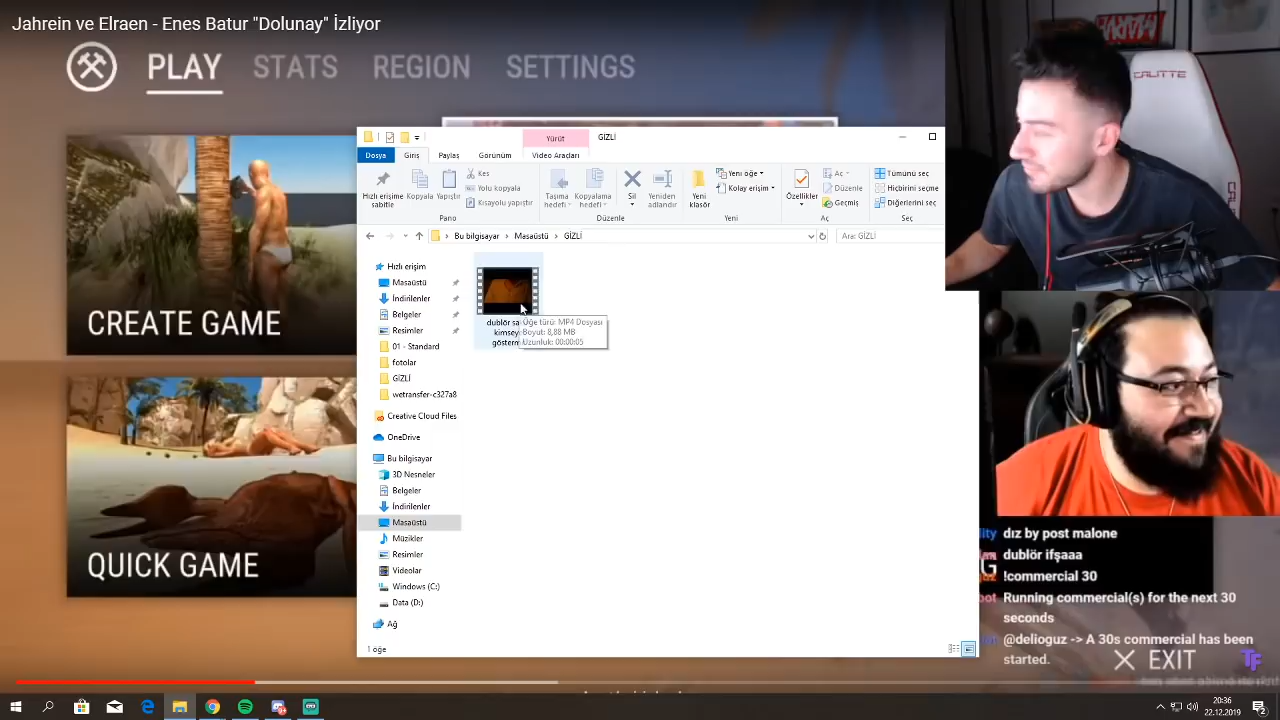 Jahrein ve Elraen - Enes Batur "Dolunay" İzliyor
PLAY
STATS
REGION
SETTINGS
CREATE GAME
QUICK GAME
Yürüt
GİZLİ
Dosya
Giriş
Paylaş
Görünüm
Video Araçları
Hızlı erişim
sabitle
Kopyala
Yapıştır
Kes
Yolu kopyala
Kısayolu yapıştır
Pano
Taşıma
hedefi
Kopyalama
hedefi
Sil
Yeniden
adlandır
Düzenle
Yeni
klasör
Yeni öğe
Kolay erişim
Yeni
Özellikler
Aç
Düzenle
Geçmiş
Aç
Tümünü seç
Hiçbirini seçme
Diğerlerini seç
Seç
Bu bilgisayar
Masaüstü
GİZLİ
Ara: GİZLİ
Hızlı erişim
Masaüstü
İndirilenler
Belgeler
Resimler
01 - Standard
fotolar
GİZLİ
wetransfer-c327a8
Creative Cloud Files
OneDrive
Bu bilgisayar
3D Nesneler
Belgeler
İndirilenler
Masaüstü
Müzikler
Resimler
Videolar
Windows (C:)
Data (D:)
Ağ
1 öğe
dublör sa
kimsey
gösterm
Öğe türü: MP4 Dosyası
Boyut: 8,88 MB
Uzunluk: 00:00:05
dız by post malone
dublör ifşaaa
!commercial 30
Running commercial(s) for the next 30
seconds
@delioguz -> A 30s commercial has been
started.
EXIT
TF
20:36
22.12.2019
2